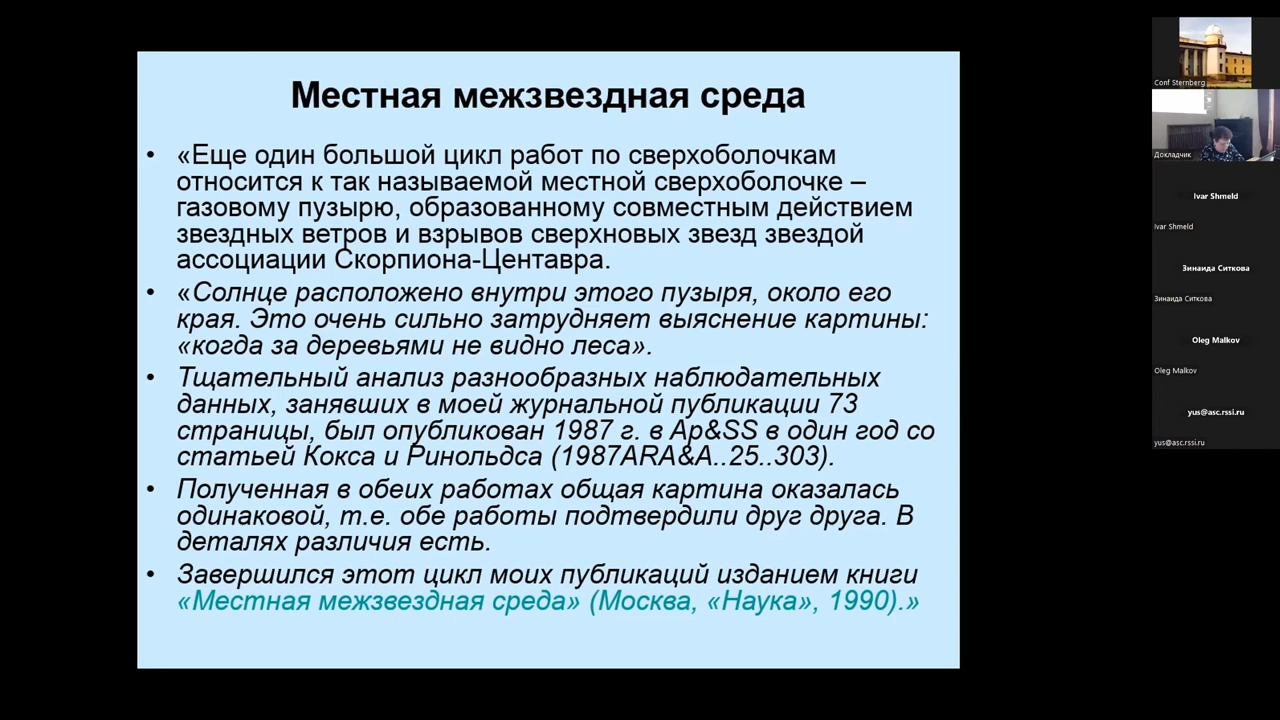 Местная межзвездная среда
• «Еще один большой цикл работ по сверхоболочкам
относится к так называемой местной сверхоболочке –
газовому пузырю, образованному совместным действием
звездных ветров и взрывов сверхновых звезд звездой
ассоциации Скорпиона-Центавра.
• «Солнце расположено внутри этого пузыря, около его
края. Это очень сильно затрудняет выяснение картины:
«когда за деревьями не видно леса».
• Тщательный анализ разнообразных наблюдательных
данных, занявших в моей журнальной публикации 73
страницы, был опубликован 1987 г. в Ap&SS в один год со
статьей Кокса и Ринольдса (1987ARA&A..25..303).
• Полученная в обеих работах общая картина оказалась
одинаковой, т.е. обе работы подтвердили друг друга. В
деталях различия есть.
• Завершился этот цикл моих публикаций изданием книги
«Местная межзвездная среда» (Москва, «Наука», 1990).»
Conf Sternberg
Докладчик
Ivar Shmeld
Ivar Shmeld
Зинаида Ситкова
Зинаида Ситкова
Oleg Malkov
Oleg Malkov
yus@asc.rssi.ru
yus@asc.rssi.ru